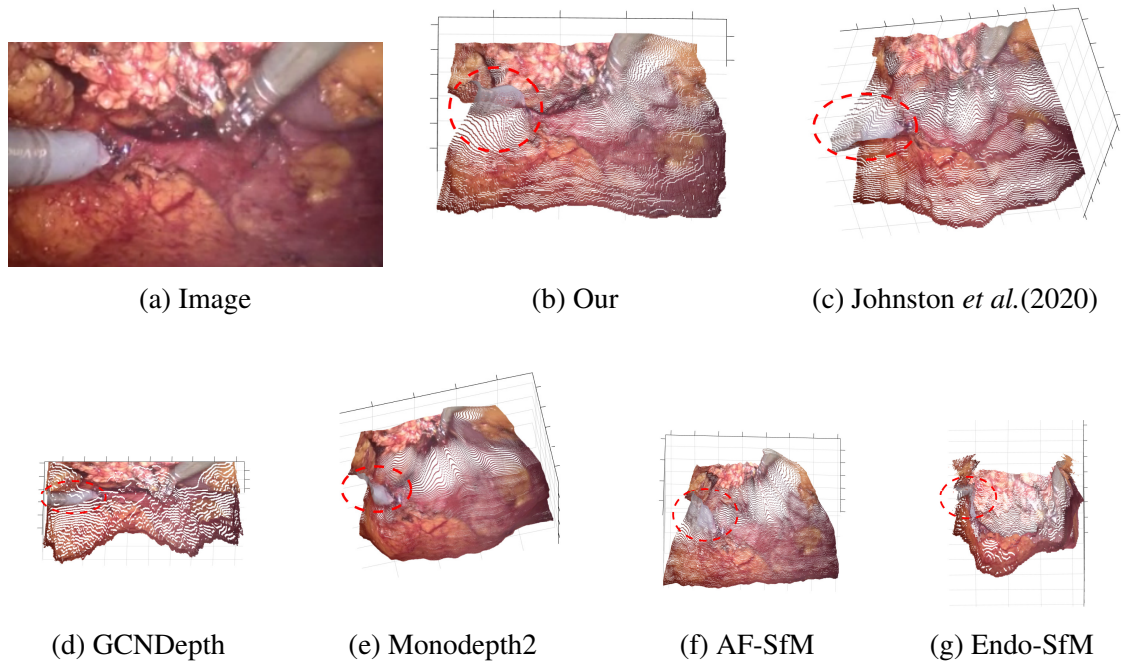 (a) Image
(b) Our
(c) Johnston et al.(2020)
(d) GCNDepth
(e) Monodepth2
(f) AF-SfM
(g) Endo-SfM